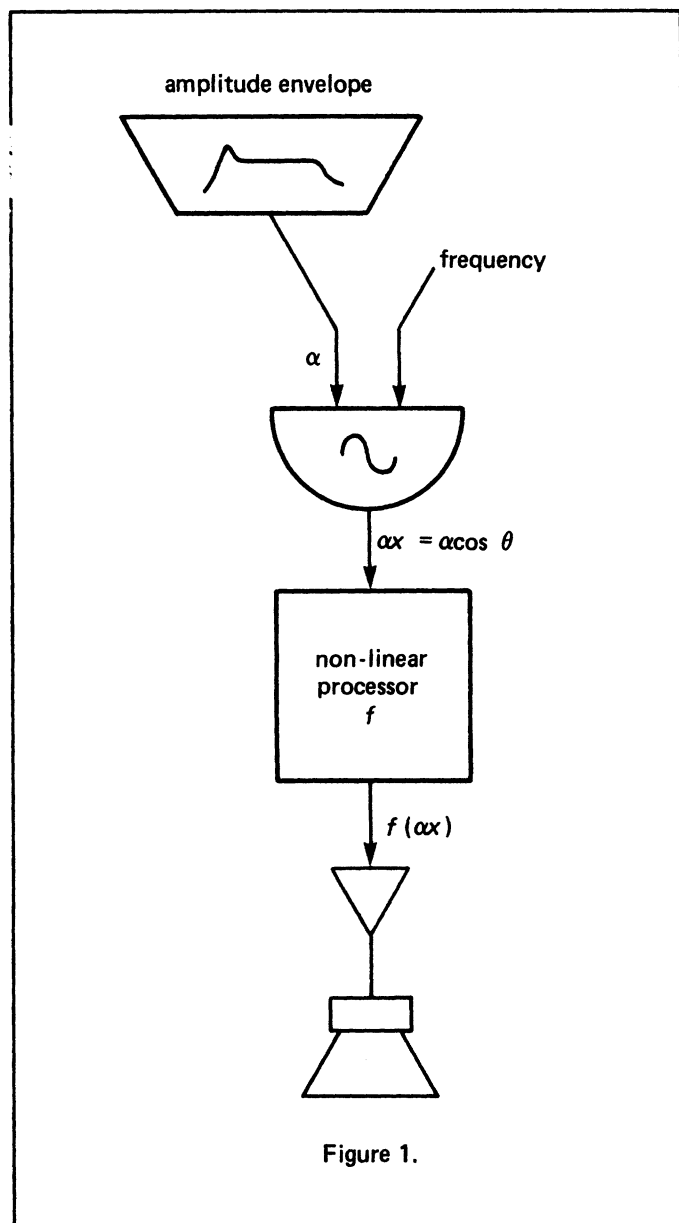 amplitude envelope
frequency
α
αx = αcos θ
non-linear
processor
f
f (αx)
Figure 1.